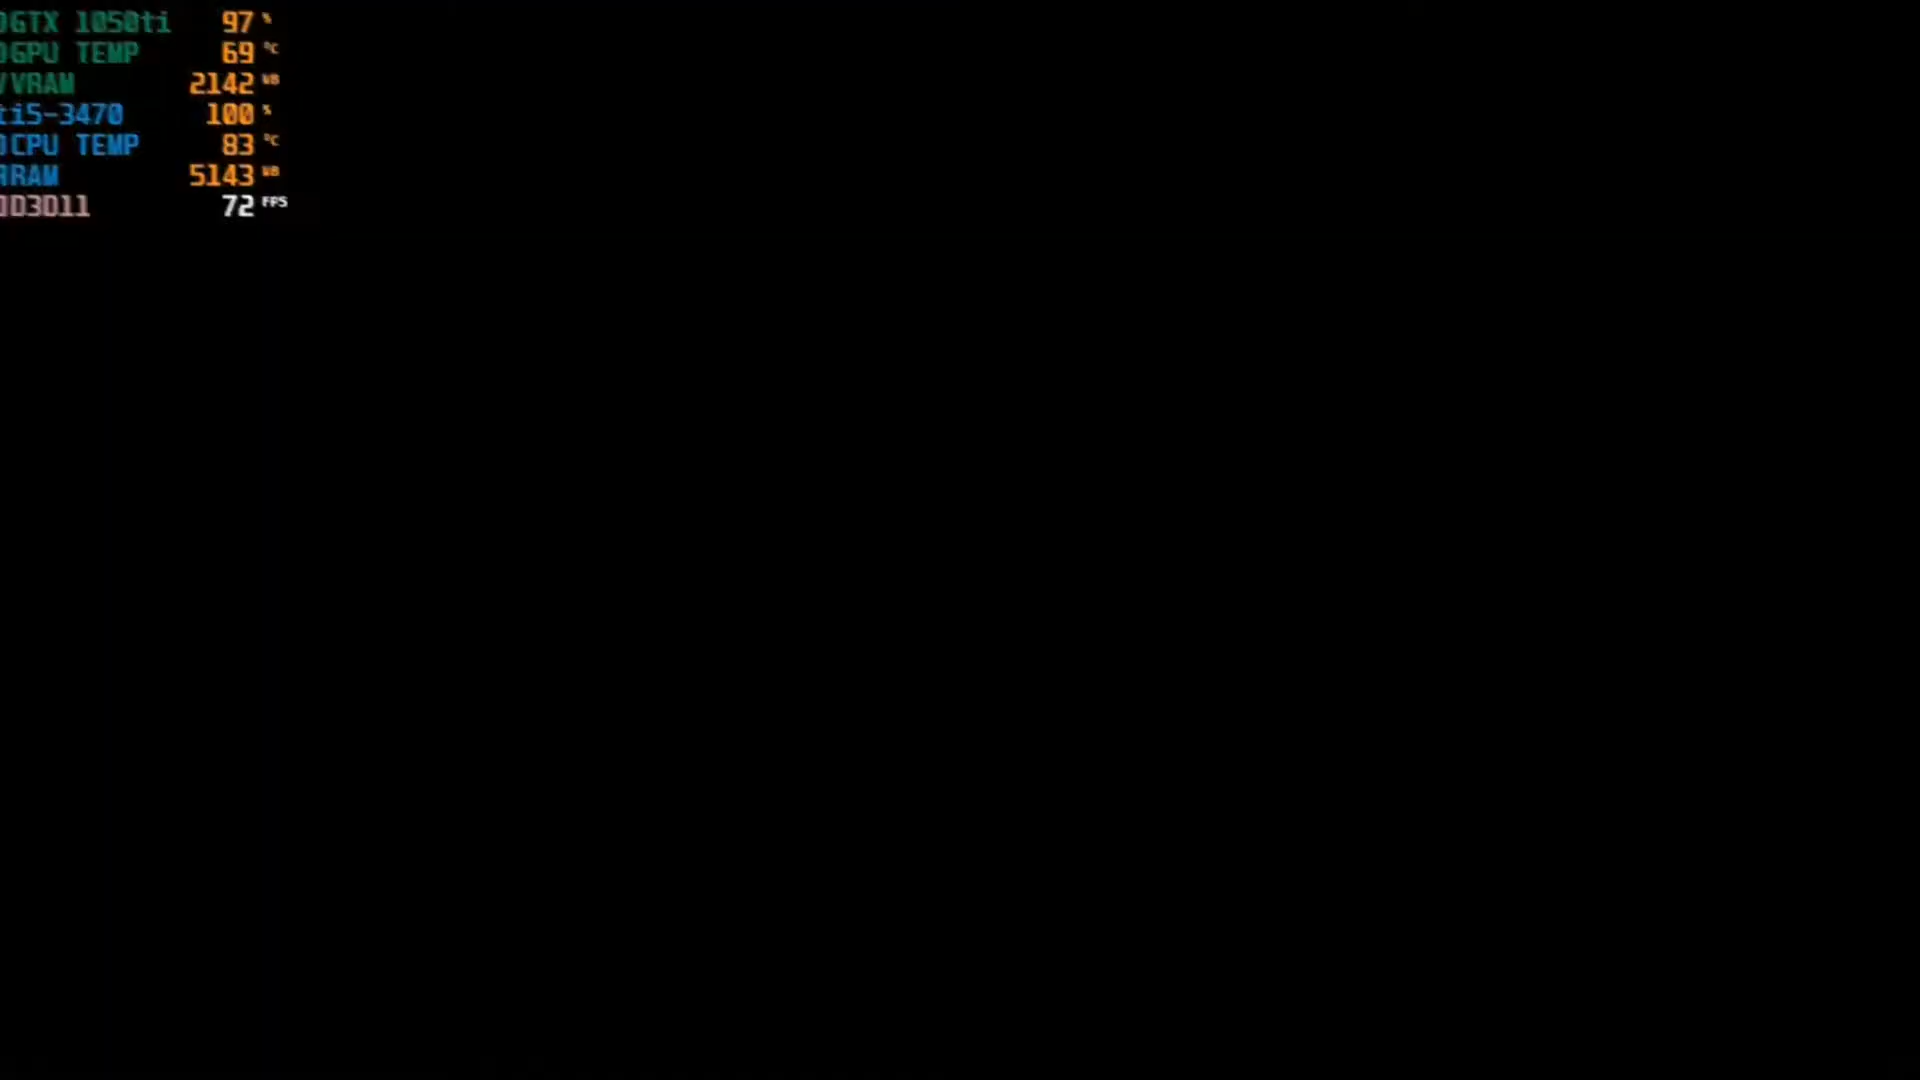 GTX 1050ti 97 %
GPU TEMP 69 °C
VRAM 2142 MB
i5-3470 100 %
CPU TEMP 83 °C
RAM 5143 MB
D3D11 72 FPS